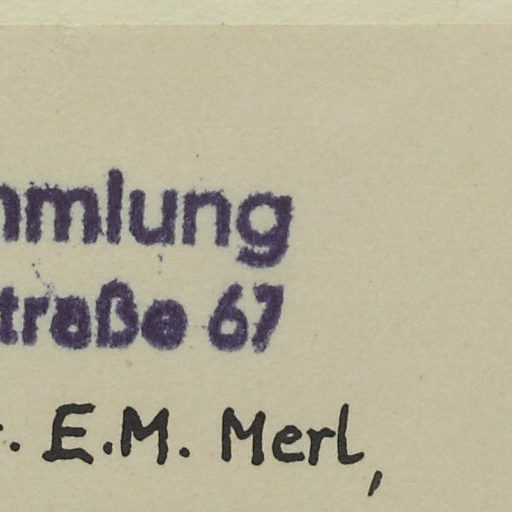 mmlung
traße 67
. E.M. Merl,